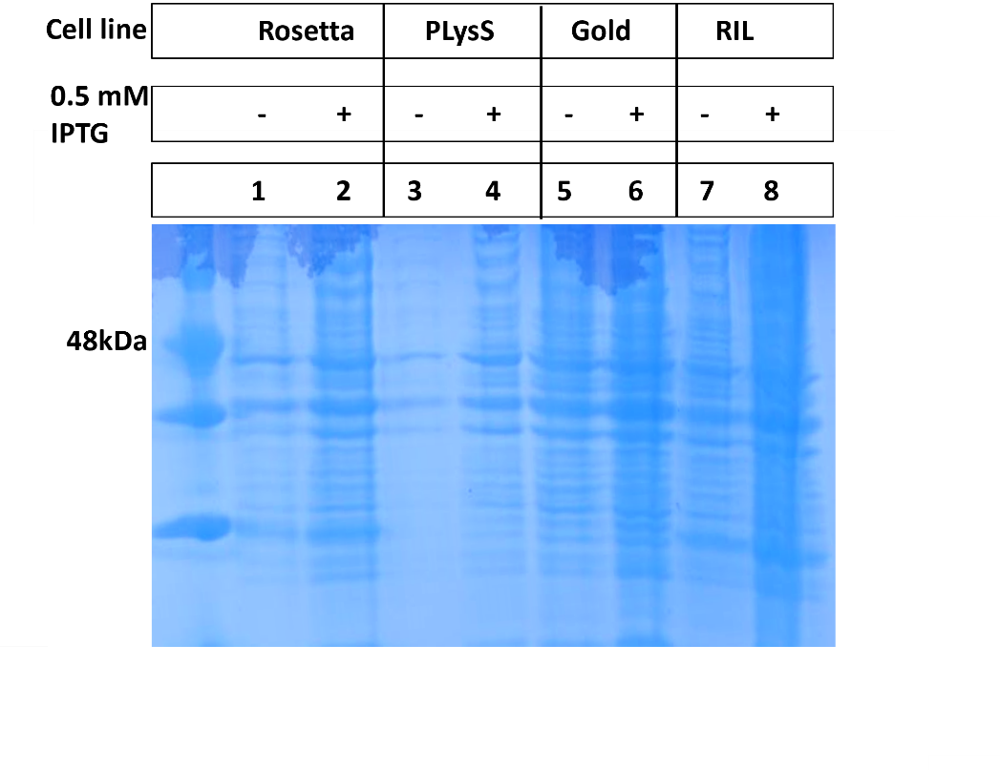 Cell line Rosetta PLysS Gold RIL
0.5 mM
IPTG - + - + - + - +
1 2 3 4 5 6 7 8
48kDa